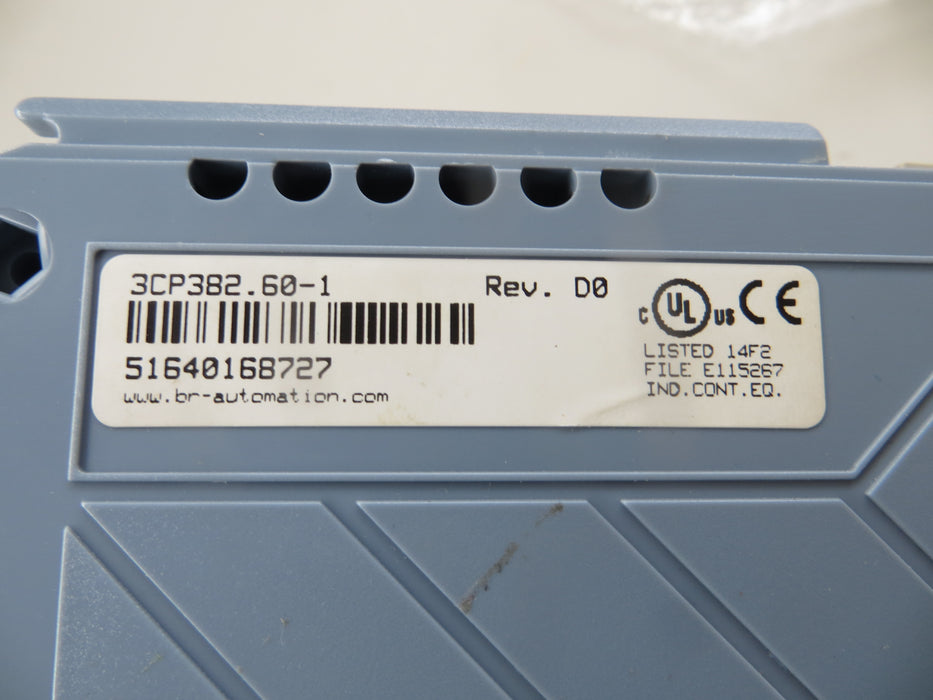 3CP382.60-1 Rev. D0
51640168727
www.br-automation.com
c UL us CE
LISTED 14F2
FILE E115267
IND.CONT.EQ.